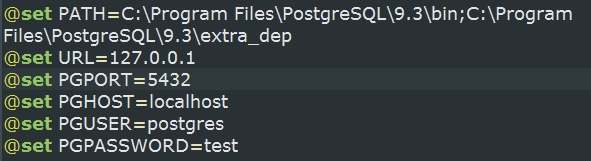 @set PATH=C:\Program Files\PostgreSQL\9.3\bin;C:\Program
Files\PostgreSQL\9.3\extra_dep
@set URL=127.0.0.1
@set PGPORT=5432
@set PGHOST=localhost
@set PGUSER=postgres
@set PGPASSWORD=test